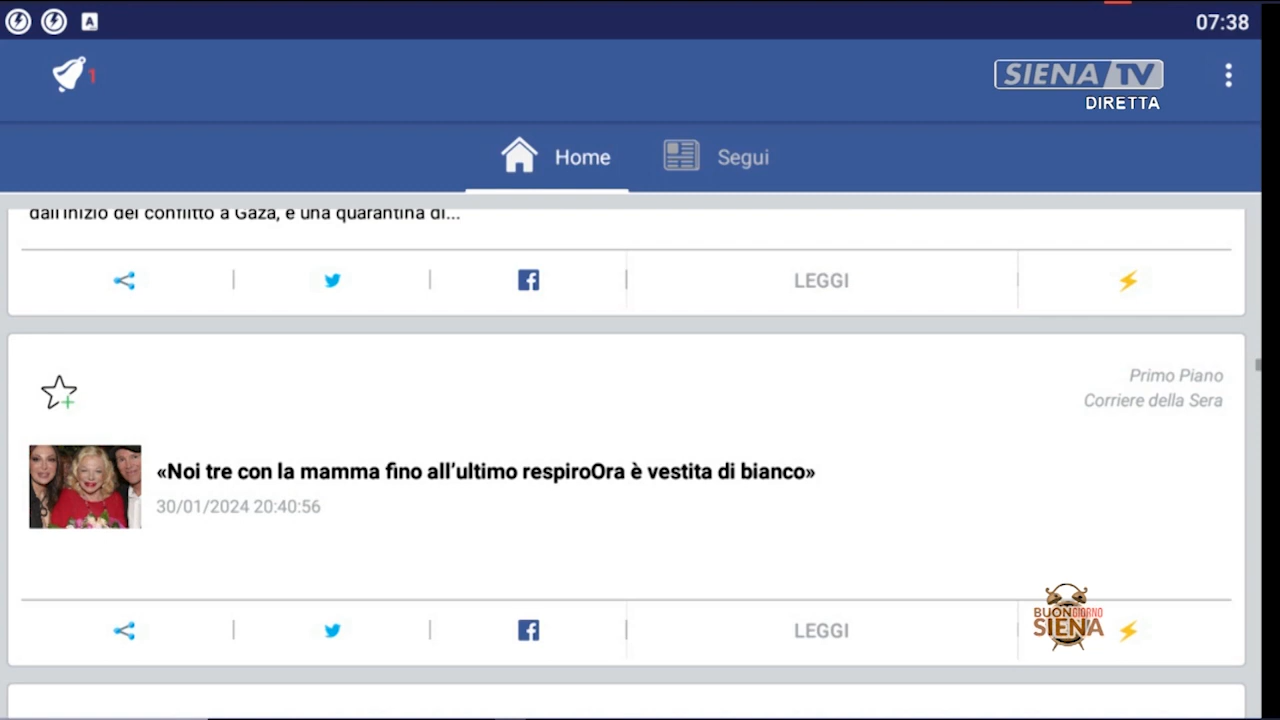 07:38
1
SIENA TV
DIRETTA
Home
Segui
dall'inizio del conflitto a Gaza, e una quarantina di...
LEGGI
Primo Piano
Corriere della Sera
«Noi tre con la mamma fino all’ultimo respiroOra è vestita di bianco»
30/01/2024 20:40:56
LEGGI
BUONGIORNO
SIENA